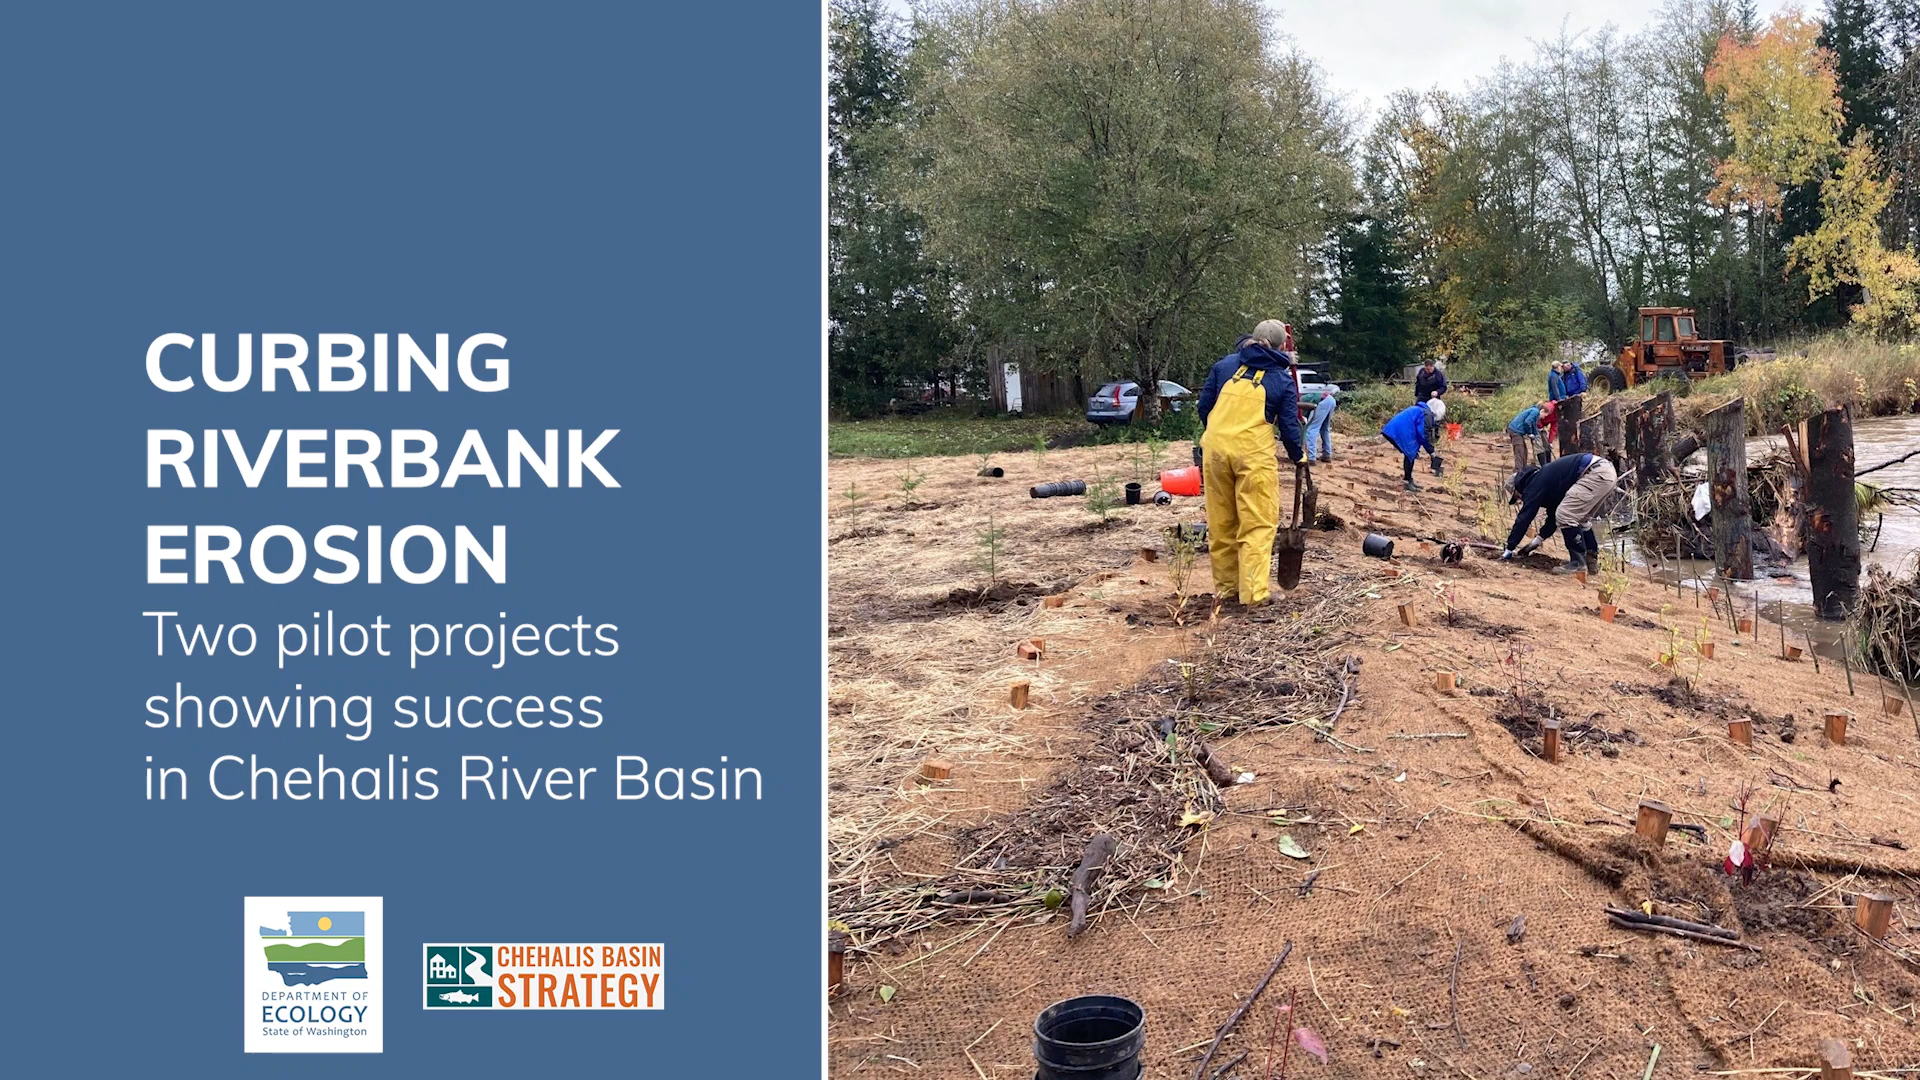 CURBING
RIVERBANK
EROSION
Two pilot projects
showing success
in Chehalis River Basin
DEPARTMENT OF
ECOLOGY
State of Washington
CHEHALIS BASIN
STRATEGY